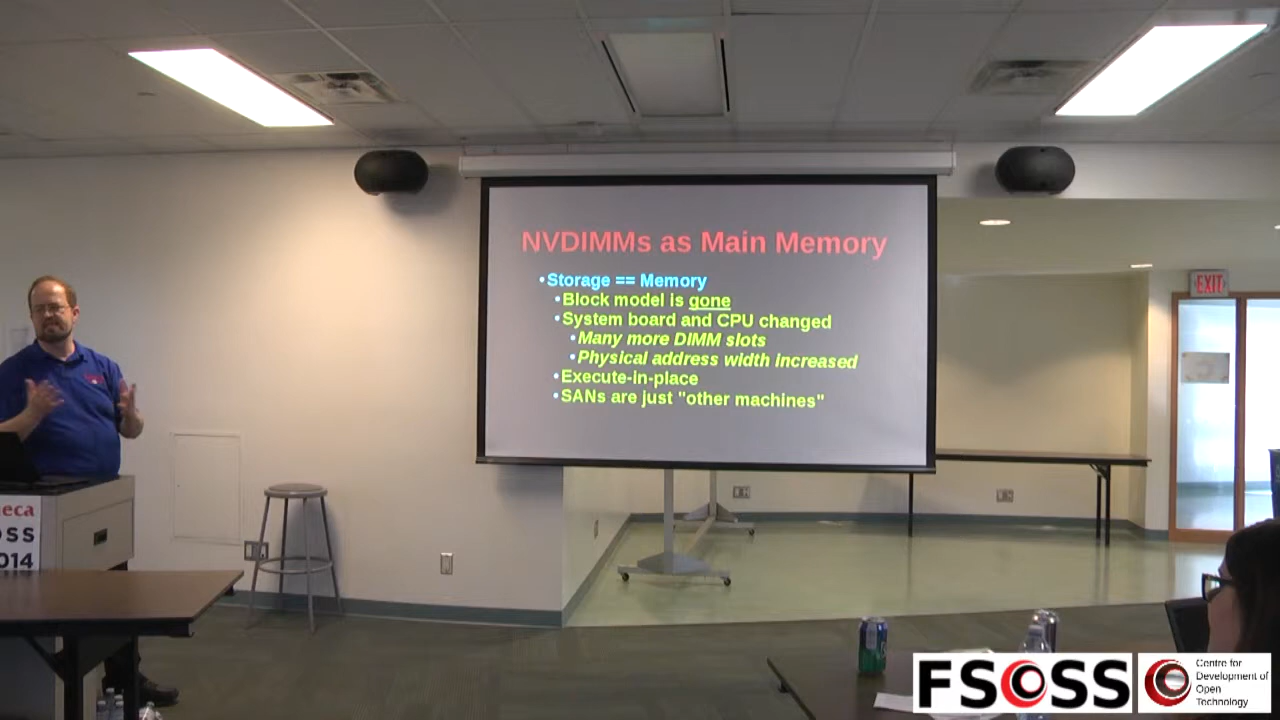 NVDIMMs as Main Memory
•Storage == Memory
•Block model is gone
•System board and CPU changed
•Many more DIMM slots
•Physical address width increased
•Execute-in-place
•SANs are just "other machines"
EXIT
eca
OSS
014
FSOSS
Centre for
Development of
Open
Technology